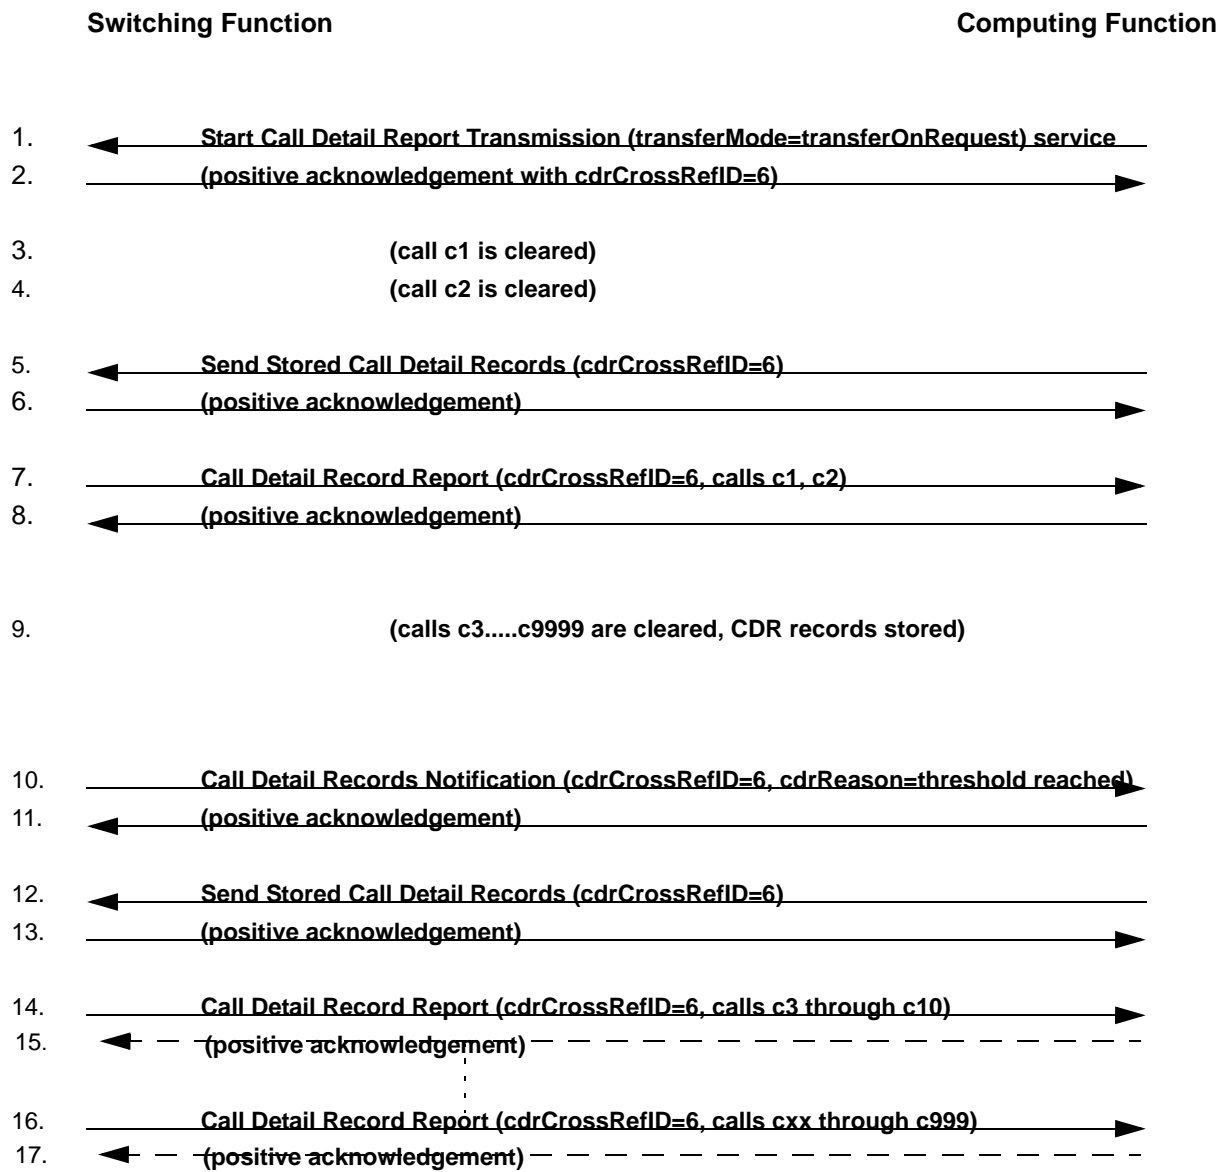 Switching Function Computing Function
1. Start Call Detail Report Transmission (transferMode=transferOnRequest) service
2. (positive acknowledgement with cdrCrossRefID=6)
3. (call c1 is cleared)
4. (call c2 is cleared)
5. Send Stored Call Detail Records (cdrCrossRefID=6)
6. (positive acknowledgement)
7. Call Detail Record Report (cdrCrossRefID=6, calls c1, c2)
8. (positive acknowledgement)
9. (calls c3.....c9999 are cleared, CDR records stored)
10. Call Detail Records Notification (cdrCrossRefID=6, cdrReason=threshold reached)
11. (positive acknowledgement)
12. Send Stored Call Detail Records (cdrCrossRefID=6)
13. (positive acknowledgement)
14. Call Detail Record Report (cdrCrossRefID=6, calls c3 through c10)
15. (positive acknowledgement)
16. Call Detail Record Report (cdrCrossRefID=6, calls cxx through c999)
17. (positive acknowledgement)